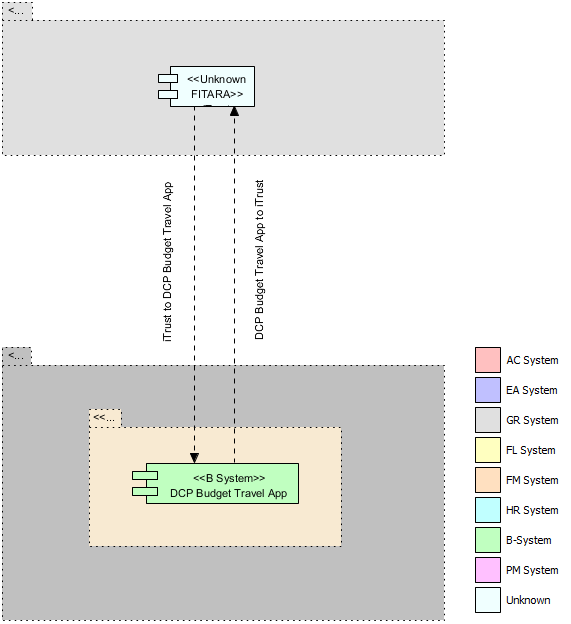 <...
<<Unknown
FITARA>>
iTrust to DCP Budget Travel App
DCP Budget Travel App to iTrust
<...
<<...
<<B System>>
DCP Budget Travel App
AC System
EA System
GR System
FL System
FM System
HR System
B-System
PM System
Unknown